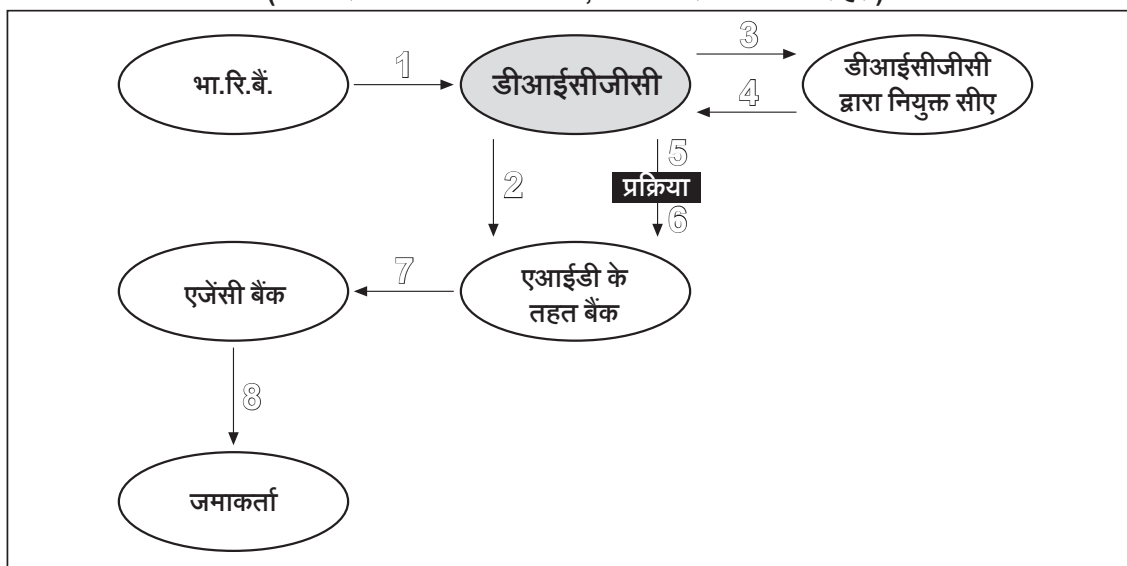 1
3
भा.रि.बैं.
डीआईसीजीसी
डीआईसीजीसी
द्वारा नियुक्त सीए
4
2
5
प्रक्रिया
6
एजेंसी बैंक
7
एआईडी के
तहत बैंक
8
जमाकर्ता